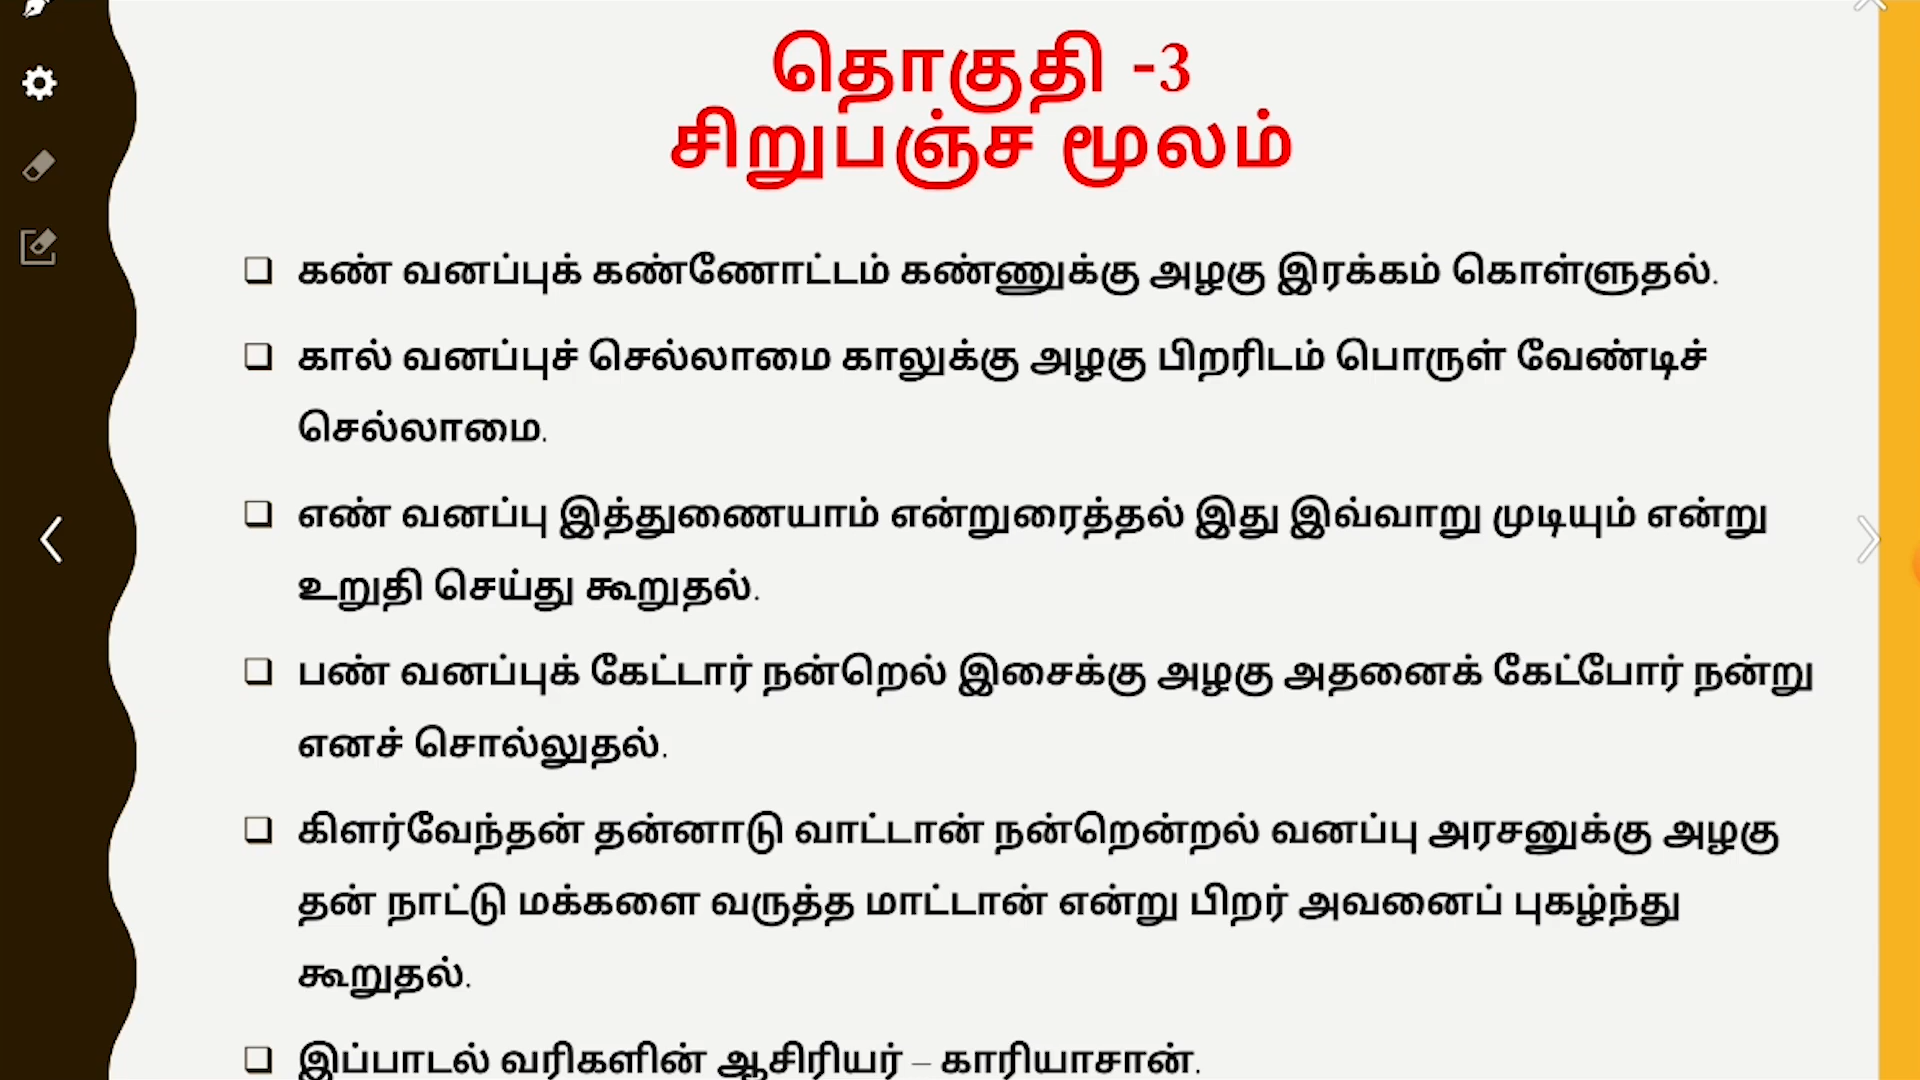 தொகுதி -3
சிறுபஞ்ச மூலம்
❑ கண் வனப்புக் கண்ணோட்டம் கண்ணுக்கு அழகு இரக்கம் கொள்ளுதல்.
❑ கால் வனப்புச் செல்லாமை காலுக்கு அழகு பிறரிடம் பொருள் வேண்டிச்
செல்லாமை.
❑ எண் வனப்பு இத்துணையாம் என்றுரைத்தல் இது இவ்வாறு முடியும் என்று
உறுதி செய்து கூறுதல்.
❑ பண் வனப்புக் கேட்டார் நன்றெல் இசைக்கு அழகு அதனைக் கேட்போர் நன்று
எனச் சொல்லுதல்.
❑ கிளர்வேந்தன் தன்னாடு வாட்டான் நன்றென்றல் வனப்பு அரசனுக்கு அழகு
தன் நாட்டு மக்களை வருத்த மாட்டான் என்று பிறர் அவனைப் புகழ்ந்து
கூறுதல்.
❑ இப்பாடல் வரிகளின் ஆசிரியர் – காரியாசான்.